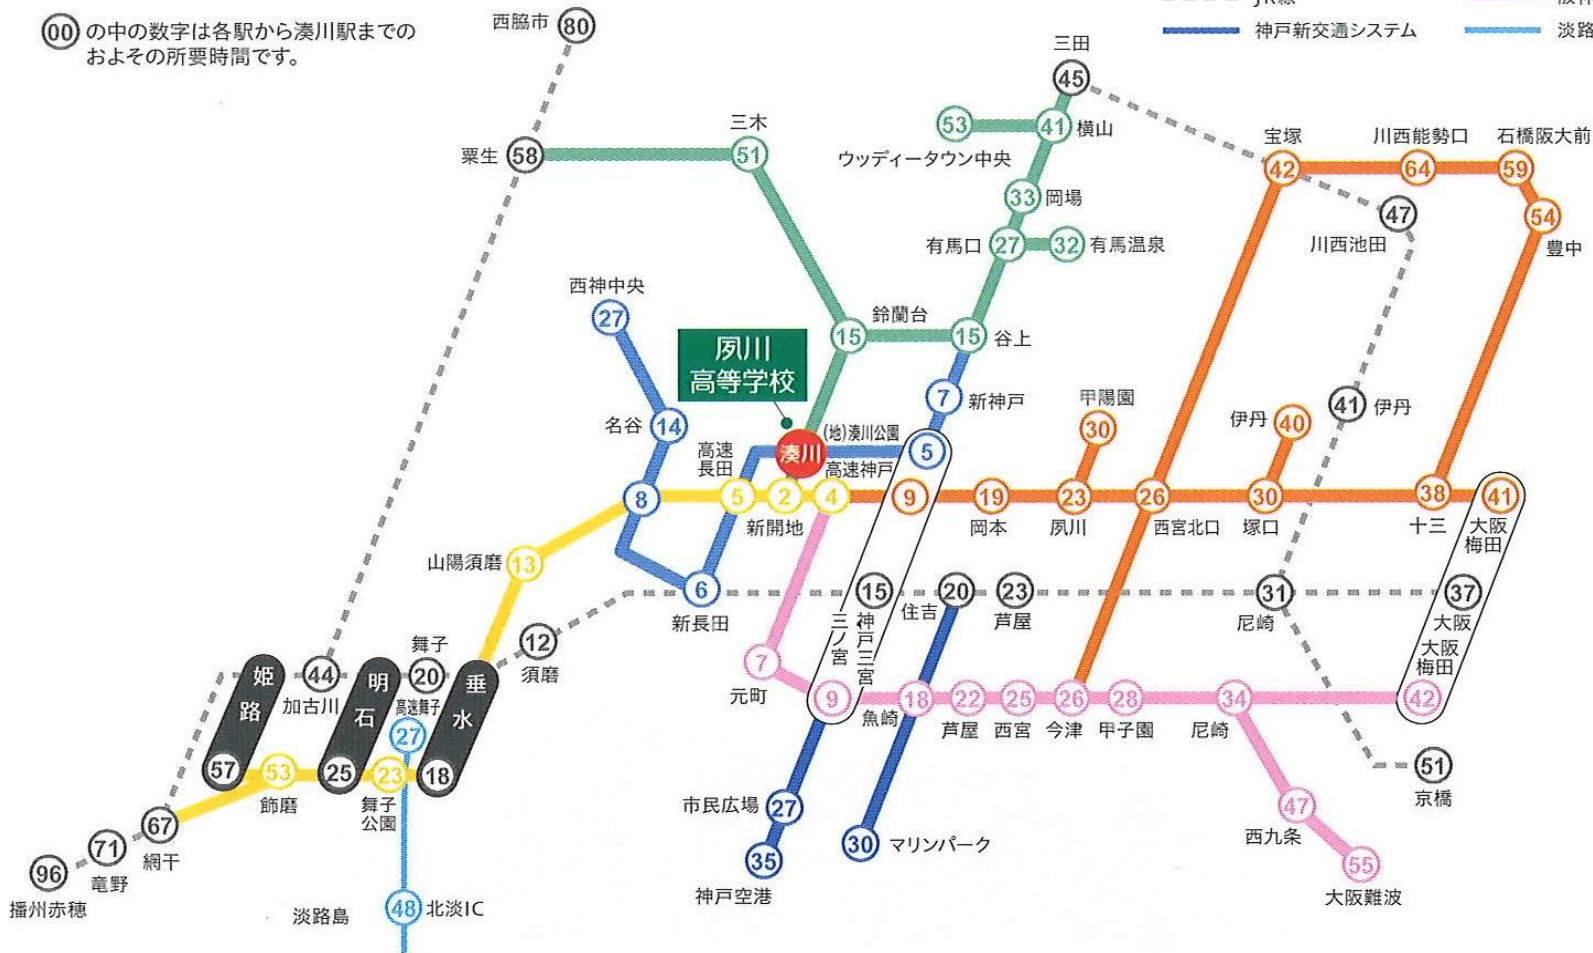 00 の中の数字は各駅から湊川駅までの
およその所要時間です。
JR線
神戸新交通システム
淡路
西脇市
80
三田
45
三木
51
粟生
58
53
ウッディータウン中央
41
横山
33
岡場
有馬口
27
32
有馬温泉
宝塚
42
川西能勢口
64
石橋阪大前
59
54
豊中
47
川西池田
西神中央
27
鈴蘭台
15
15
谷上
夙川
高等学校
7
新神戸
名谷
14
高速
長田
湊川
(地)湊川公園
高速神戸
5
甲陽園
30
伊丹
40
41
伊丹
8
5
2
新開地
4
9
19
岡本
23
夙川
26
西宮北口
30
塚口
38
十三
41
大阪
梅田
山陽須磨
13
6
新長田
15
三ノ宮
神戸三宮
住吉
20
23
芦屋
31
尼崎
37
大阪
大阪
梅田
42
12
須磨
舞子
20
姫路
57
44
加古川
明石
25
高速舞子
27
垂水
18
7
元町
9
18
魚崎
22
芦屋
25
西宮
26
今津
28
甲子園
34
尼崎
53
飾磨
23
舞子
公園
51
京橋
市民広場
27
47
西九条
67
網干
71
竜野
96
播州赤穂
35
神戸空港
30
マリンパーク
55
大阪難波
淡路島
48
北淡IC